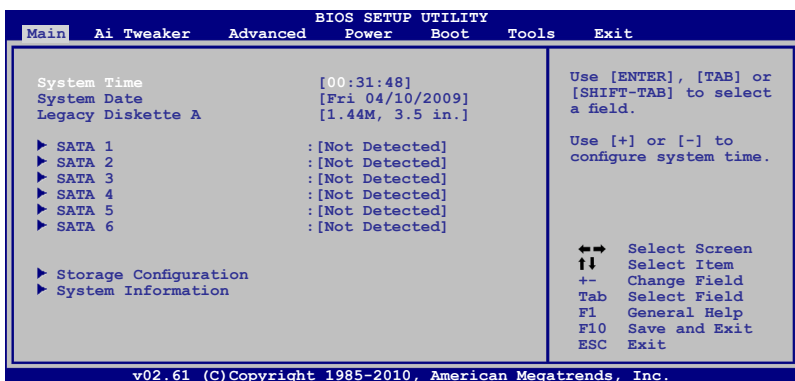 BIOS SETUP UTILITY
Main Ai Tweaker Advanced Power Boot Tools Exit
System Time [00:31:48]
System Date [Fri 04/10/2009]
Legacy Diskette A [1.44M, 3.5 in.]
SATA 1 :[Not Detected]
SATA 2 :[Not Detected]
SATA 3 :[Not Detected]
SATA 4 :[Not Detected]
SATA 5 :[Not Detected]
SATA 6 :[Not Detected]
Storage Configuration
System Information
Use [ENTER], [TAB] or
[SHIFT-TAB] to select
a field.
Use [+] or [-] to
configure system time.
←→ Select Screen
↑↓ Select Item
+- Change Field
Tab Select Field
F1 General Help
F10 Save and Exit
ESC Exit
v02.61 (C)Copyright 1985-2010, American Megatrends, Inc.